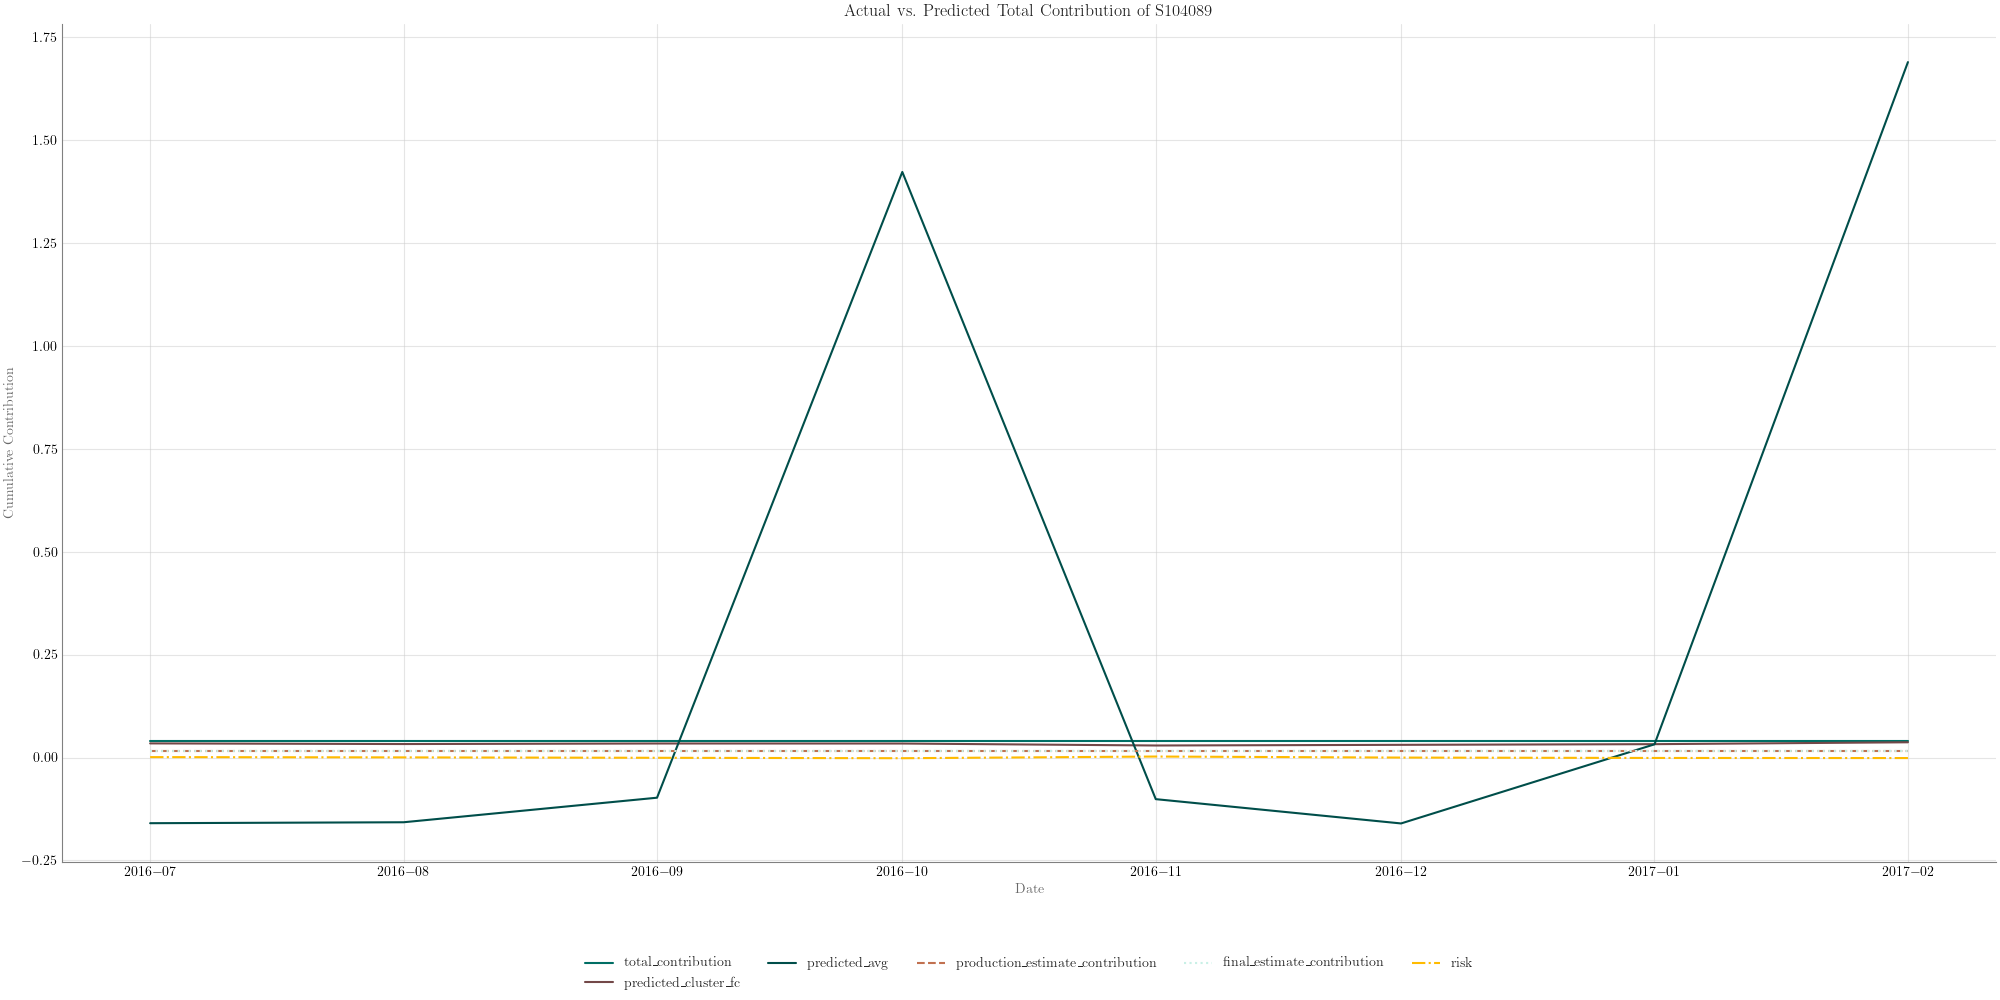 Actual vs. Predicted Total Contribution of S104089
1.75
1.50
1.25
1.00
0.75
0.50
0.25
0.00
−0.25
Cumulative Contribution
2016−07 2016−08 2016−09 2016−10 2016−11 2016−12 2017−01 2017−02
Date
total_contribution predicted_avg production_estimate_contribution final_estimate_contribution risk
predicted_cluster_fc